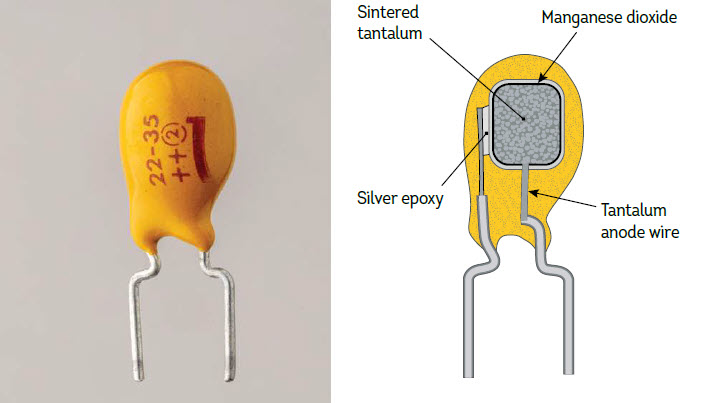 22-35
++②
Sintered
tantalum
Manganese dioxide
Silver epoxy
Tantalum
anode wire